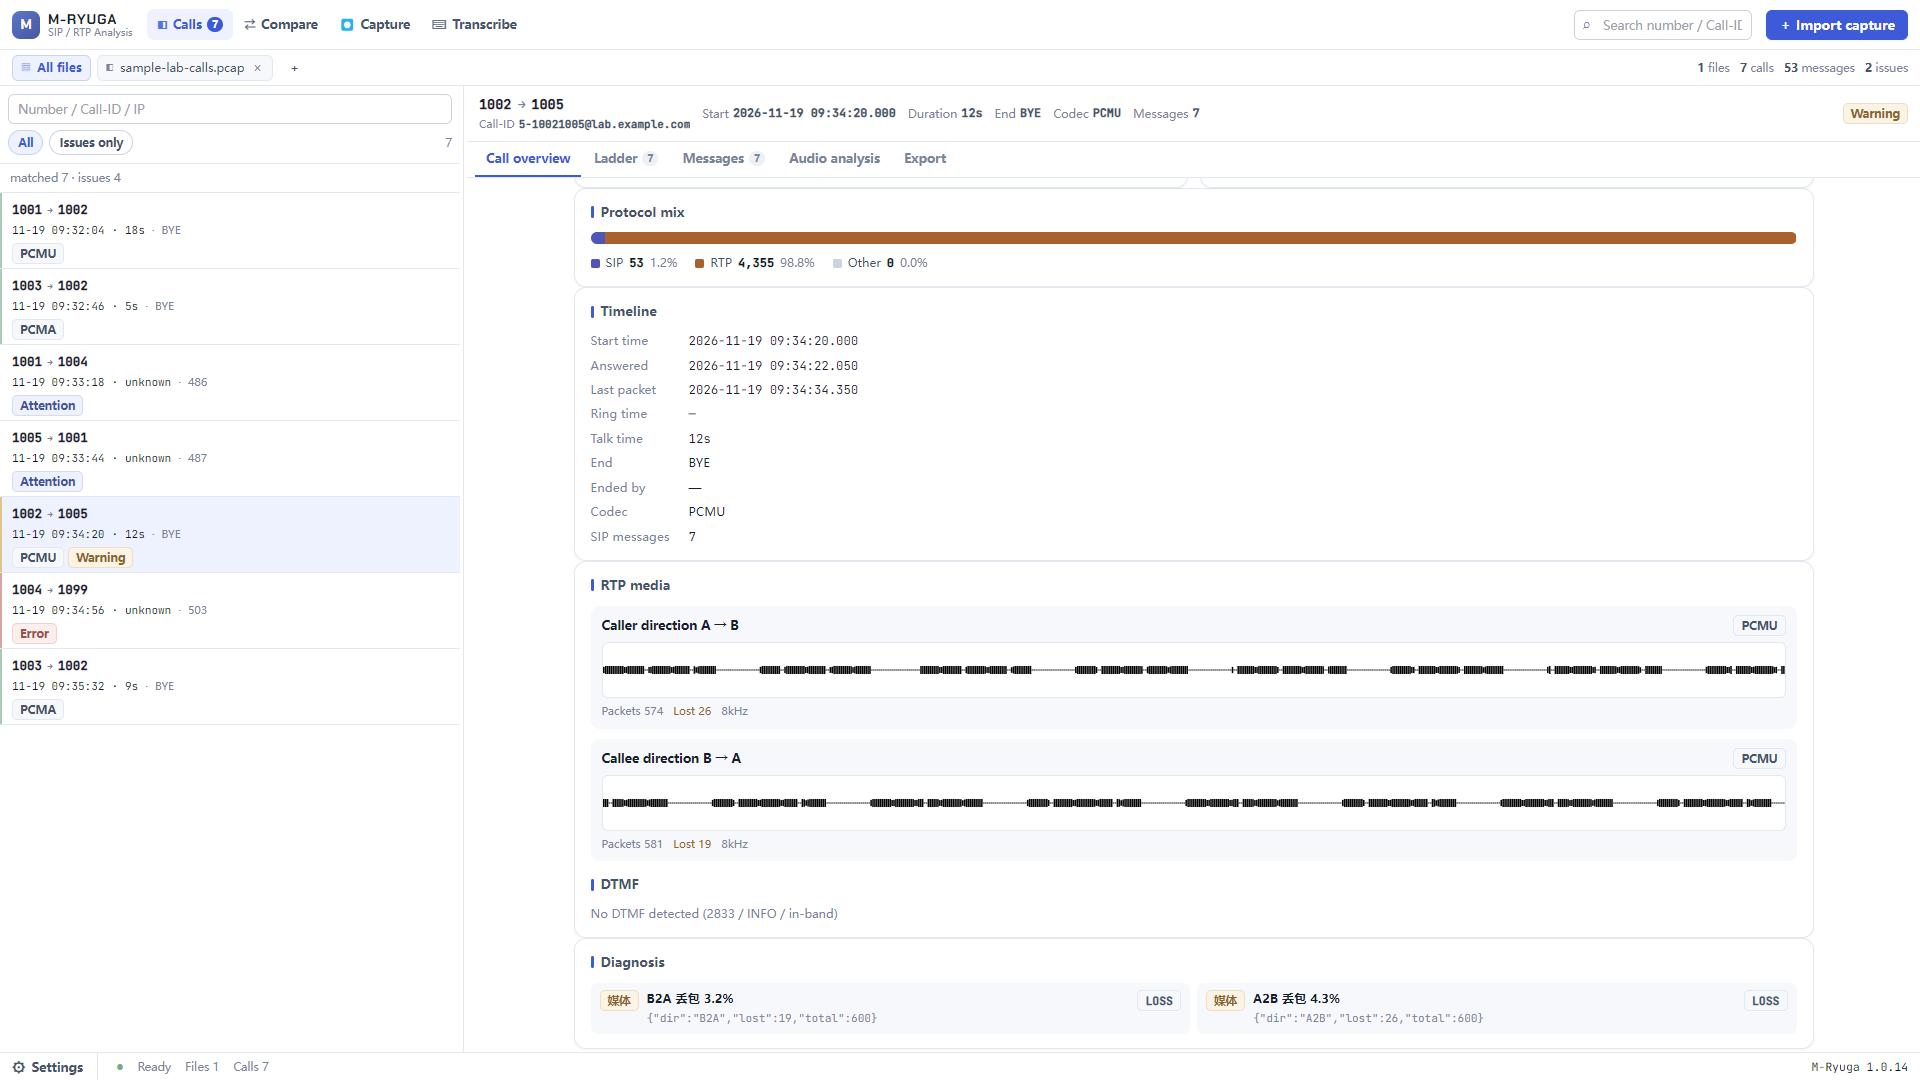 M
M-RYUGA
SIP / RTP Analysis
Calls 7
Compare
Capture
Transcribe
Search number / Call-ID
+ Import capture
All files
sample-lab-calls.pcap ×
+
1 files 7 calls 53 messages 2 issues
Number / Call-ID / IP
All
Issues only
7
matched 7 · issues 4
1001 → 1002
11-19 09:32:04 · 18s · BYE
PCMU
1003 → 1002
11-19 09:32:46 · 5s · BYE
PCMA
1001 → 1004
11-19 09:33:18 · unknown · 486
Attention
1005 → 1001
11-19 09:33:44 · unknown · 487
Attention
1002 → 1005
11-19 09:34:20 · 12s · BYE
PCMU Warning
1004 → 1099
11-19 09:34:56 · unknown · 503
Error
1003 → 1002
11-19 09:35:32 · 9s · BYE
PCMA
1002 → 1005
Call-ID 5-10021005@lab.example.com
Start 2026-11-19 09:34:20.000 Duration 12s End BYE Codec PCMU Messages 7
Warning
Call overview
Ladder 7
Messages 7
Audio analysis
Export
Protocol mix
SIP 53 1.2% RTP 4,355 98.8% Other 0 0.0%
Timeline
Start time 2026-11-19 09:34:20.000
Answered 2026-11-19 09:34:22.050
Last packet 2026-11-19 09:34:34.350
Ring time —
Talk time 12s
End BYE
Ended by —
Codec PCMU
SIP messages 7
RTP media
Caller direction A → B
PCMU
Packets 574 Lost 26 8kHz
Callee direction B → A
PCMU
Packets 581 Lost 19 8kHz
DTMF
No DTMF detected (2833 / INFO / in-band)
Diagnosis
媒体 B2A 丢包 3.2% LOSS
{"dir":"B2A","lost":19,"total":600}
媒体 A2B 丢包 4.3% LOSS
{"dir":"A2B","lost":26,"total":600}
Settings
Ready Files 1 Calls 7
M-Ryuga 1.0.14